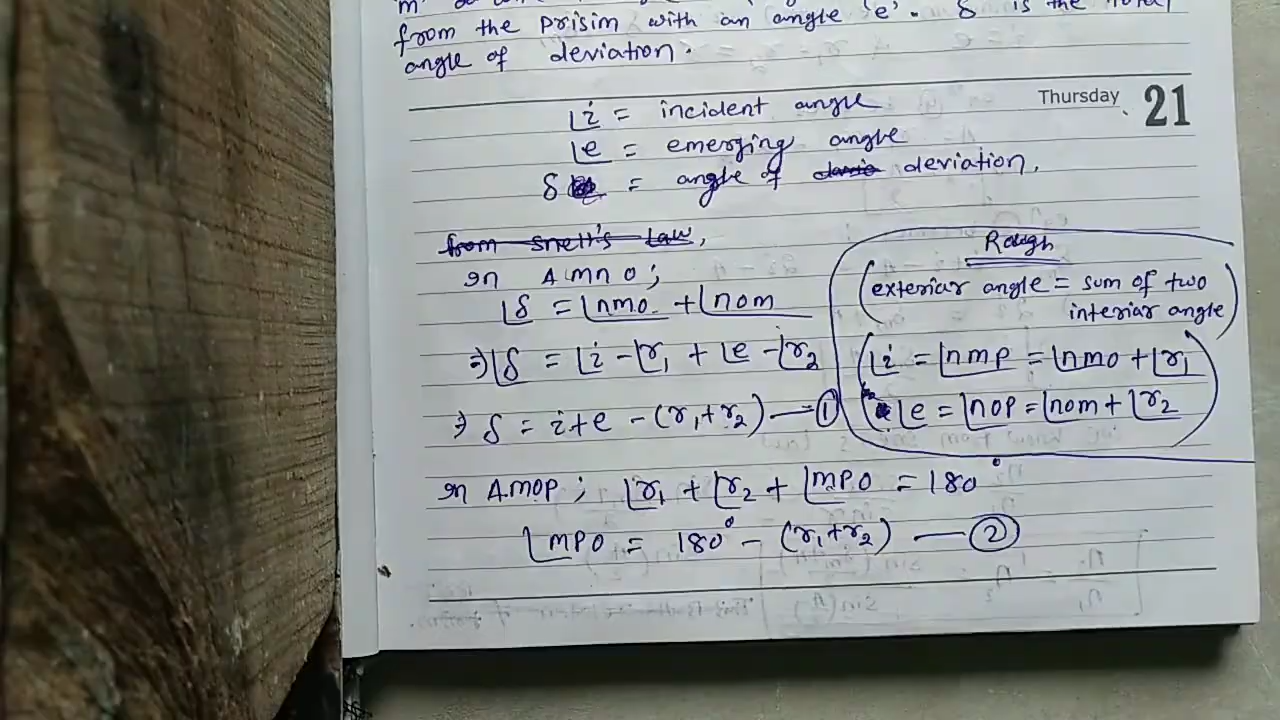 from the prisim with an angle 'e'. δ is the total
angle of deviation.
Thursday 21
∠i = incident angle
∠e = emerging angle
δ = angle of deviation.
from snell's law,
In Δmno;
∠δ = ∠nmo + ∠nom
⇒ ∠δ = ∠i - ∠r₁ + ∠e - ∠r₂
⇒ δ = i+e - (r₁+r₂) — ①
Rough
(exteriar angle = sum of two
interiar angle)
(∠i = ∠nmp = ∠nmo + ∠r₁
∠e = ∠nop = ∠nom + ∠r₂)
In Δmop; ∠r₁ + ∠r₂ + ∠mpo = 180°
∠mpo = 180° - (r₁+r₂) — ②